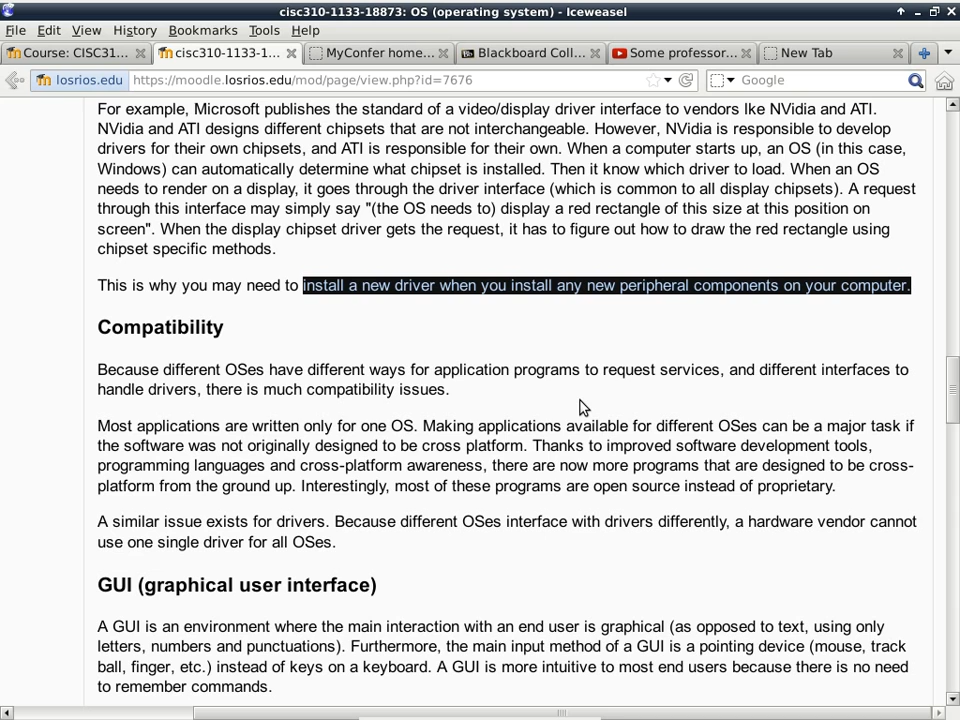 cisc310-1133-18873: OS (operating system) - Iceweasel
File Edit View History Bookmarks Tools Help
Course: CISC31... cisc310-1133-1... MyConfer home... Blackboard Coll... Some professor... New Tab
losrios.edu https://moodle.losrios.edu/mod/page/view.php?id=7676 Google
For example, Microsoft publishes the standard of a video/display driver interface to vendors lke NVidia and ATI.
NVidia and ATI designs different chipsets that are not interchangeable. However, NVidia is responsible to develop
drivers for their own chipsets, and ATI is responsible for their own. When a computer starts up, an OS (in this case,
Windows) can automatically determine what chipset is installed. Then it know which driver to load. When an OS
needs to render on a display, it goes through the driver interface (which is common to all display chipsets). A request
through this interface may simply say "(the OS needs to) display a red rectangle of this size at this position on
screen". When the display chipset driver gets the request, it has to figure out how to draw the red rectangle using
chipset specific methods.
This is why you may need to install a new driver when you install any new peripheral components on your computer.
Compatibility
Because different OSes have different ways for application programs to request services, and different interfaces to
handle drivers, there is much compatibility issues.
Most applications are written only for one OS. Making applications available for different OSes can be a major task if
the software was not originally designed to be cross platform. Thanks to improved software development tools,
programming languages and cross-platform awareness, there are now more programs that are designed to be cross-
platform from the ground up. Interestingly, most of these programs are open source instead of proprietary.
A similar issue exists for drivers. Because different OSes interface with drivers differently, a hardware vendor cannot
use one single driver for all OSes.
GUI (graphical user interface)
A GUI is an environment where the main interaction with an end user is graphical (as opposed to text, using only
letters, numbers and punctuations). Furthermore, the main input method of a GUI is a pointing device (mouse, track
ball, finger, etc.) instead of keys on a keyboard. A GUI is more intuitive to most end users because there is no need
to remember commands.